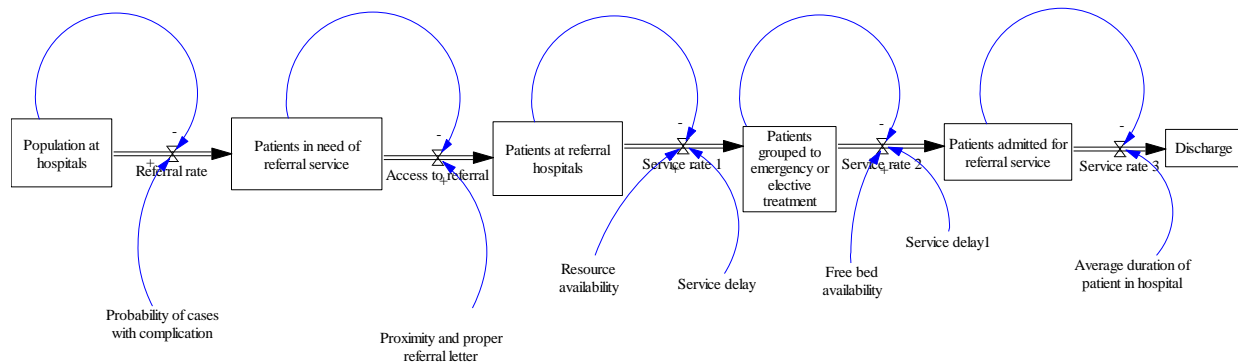 Population at
hospitals
-
+
Referral rate
Patients in need of
referral service
-
Access to referral
+
Patients at referral
hospitals
-
Service rate 1
+
Patients
grouped to
emergency or
elective
treatment
-
Service rate 2
+
Patients admitted for
referral service
-
Service rate 3
-
Discharge
Probability of cases
with complication
Proximity and proper
referral letter
Resource
availability
Service delay
Free bed
availability
Service delay1
Average duration of
patient in hospital